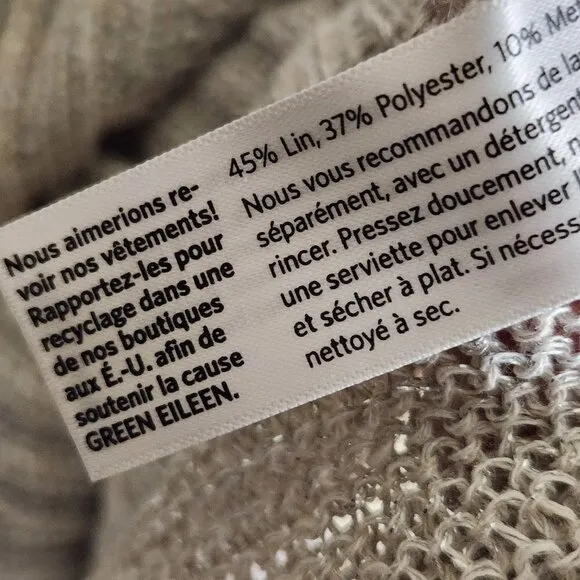 Nous aimerions re-
voir nos vêtements!
Rapportez-les pour
recyclage dans une
de nos boutiques
aux É.-U. afin de
soutenir la cause
GREEN EILEEN.
45% Lin, 37% Polyester, 10% Me
Nous vous recommandons de la
séparément, avec un détergen
rincer. Pressez doucement, n
une serviette pour enlever l'
et sécher à plat. Si nécess
nettoyé à sec.